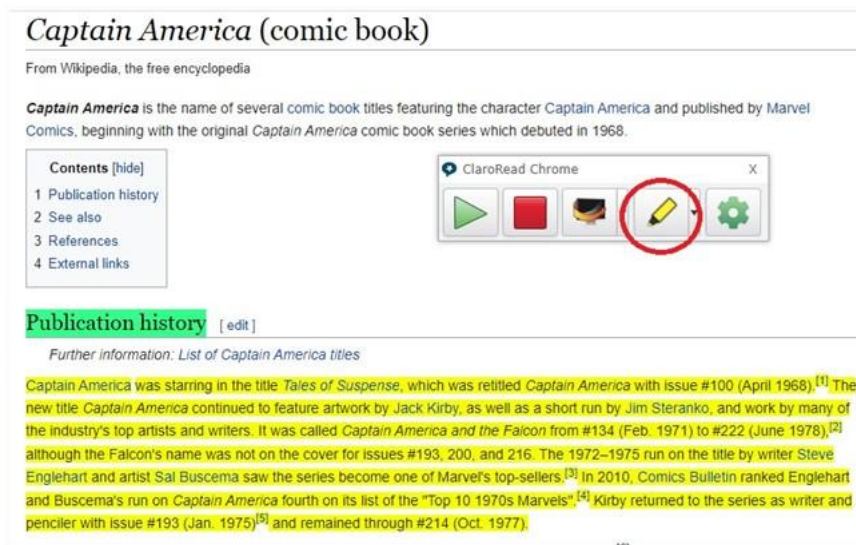 Captain America (comic book)
From Wikipedia, the free encyclopedia
Captain America is the name of several comic book titles featuring the character Captain America and published by Marvel
Comics, beginning with the original Captain America comic book series which debuted in 1968.
Contents [hide]
1 Publication history
2 See also
3 References
4 External links
ClaroRead Chrome X
Publication history [ edit ]
Further information: List of Captain America titles
Captain America was starring in the title Tales of Suspense, which was retitled Captain America with issue #100 (April 1968).[1] The
new title Captain America continued to feature artwork by Jack Kirby, as well as a short run by Jim Steranko, and work by many of
the industry's top artists and writers. It was called Captain America and the Falcon from #134 (Feb. 1971) to #222 (June 1978),[2]
although the Falcon's name was not on the cover for issues #193, 200, and 216. The 1972–1975 run on the title by writer Steve
Englehart and artist Sal Buscema saw the series become one of Marvel's top-sellers.[3] In 2010, Comics Bulletin ranked Englehart
and Buscema's run on Captain America fourth on its list of the "Top 10 1970s Marvels".[4] Kirby returned to the series as writer and
penciler with issue #193 (Jan. 1975)[5] and remained through #214 (Oct. 1977).